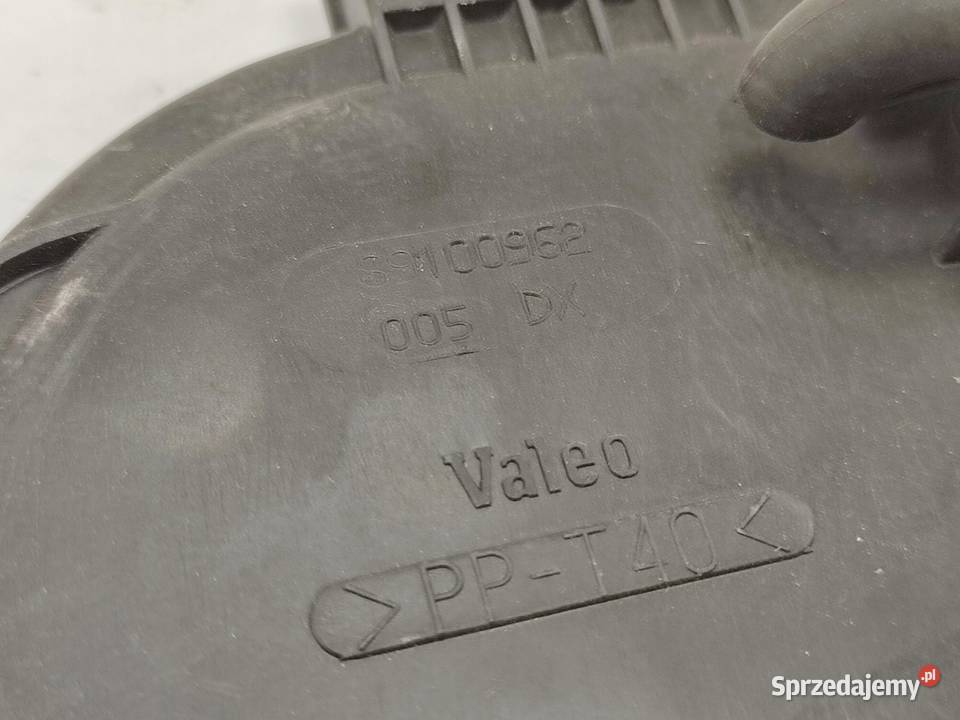 89100962
005 DX
Valeo
>PP-T40<
Sprzedajemy.pl